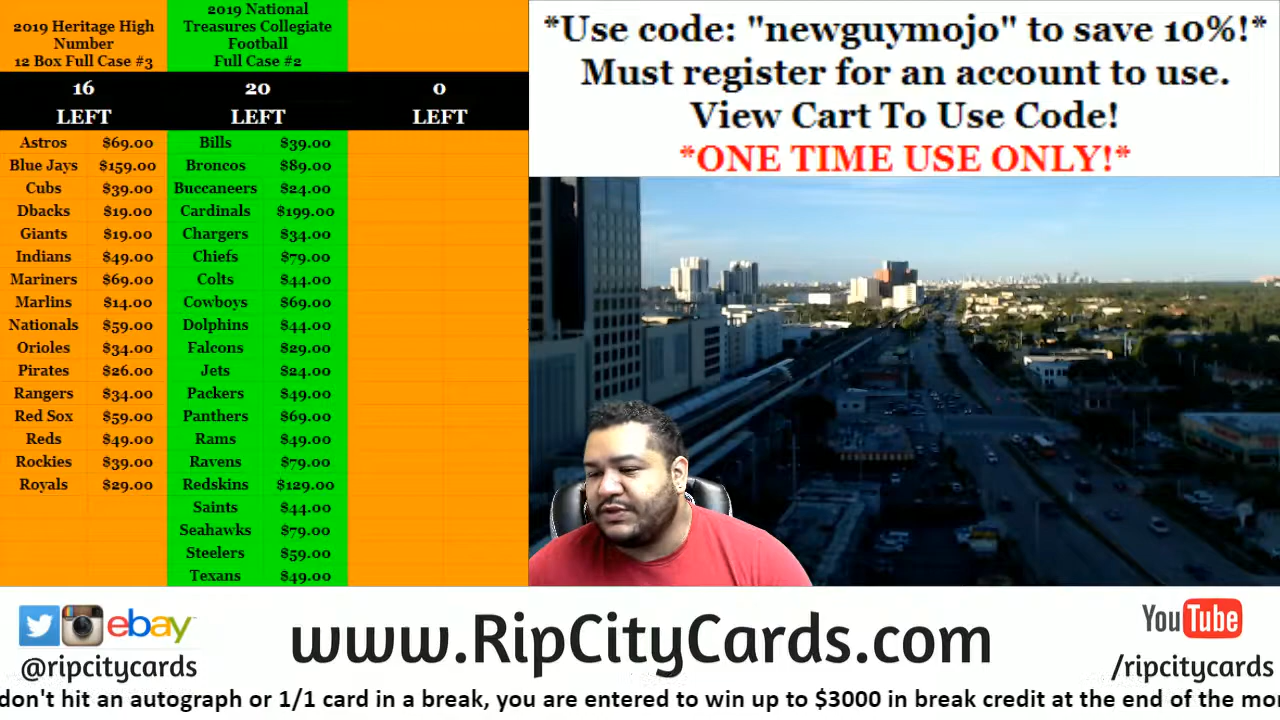 2019 Heritage High
Number
12 Box Full Case #3
2019 National
Treasures Collegiate
Football
Full Case #2
16 20 0
LEFT LEFT LEFT
Astros $69.00 Bills $39.00
Blue Jays $159.00 Broncos $89.00
Cubs $39.00 Buccaneers $24.00
Dbacks $19.00 Cardinals $199.00
Giants $19.00 Chargers $34.00
Indians $49.00 Chiefs $79.00
Mariners $69.00 Colts $44.00
Marlins $14.00 Cowboys $69.00
Nationals $59.00 Dolphins $44.00
Orioles $34.00 Falcons $29.00
Pirates $26.00 Jets $24.00
Rangers $34.00 Packers $49.00
Red Sox $59.00 Panthers $69.00
Reds $49.00 Rams $49.00
Rockies $39.00 Ravens $79.00
Royals $29.00 Redskins $129.00
Saints $44.00
Seahawks $79.00
Steelers $59.00
Texans $49.00
*Use code: "newguymojo" to save 10%!*
Must register for an account to use.
View Cart To Use Code!
*ONE TIME USE ONLY!*
ebay
@ripcitycards
www.RipCityCards.com
YouTube
/ripcitycards
don't hit an autograph or 1/1 card in a break, you are entered to win up to $3000 in break credit at the end of the mo